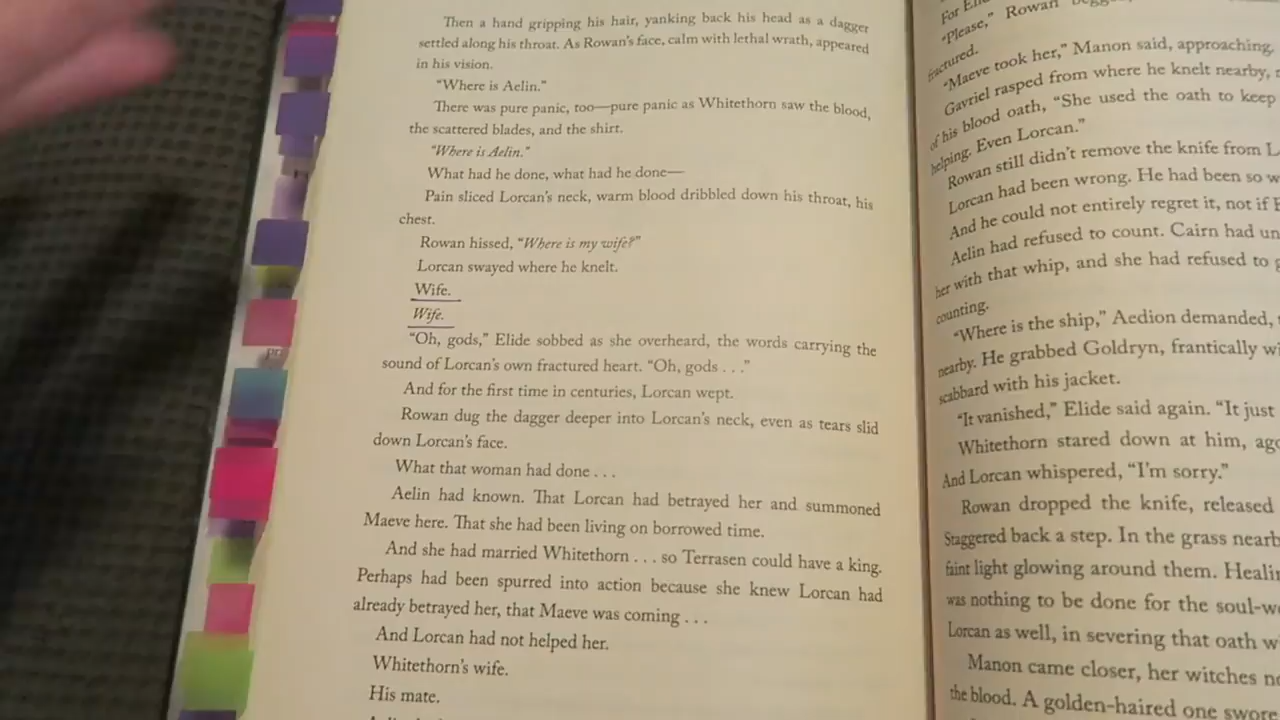 Then a hand gripping his hair, yanking back his head as a dagger
settled along his throat. As Rowan's face, calm with lethal wrath, appeared
in his vision.
"Where is Aelin."
There was pure panic, too—pure panic as Whitethorn saw the blood,
the scattered blades, and the shirt.
"Where is Aelin."
What had he done, what had he done—
Pain sliced Lorcan's neck, warm blood dribbled down his throat, his
chest.
Rowan hissed, "Where is my wife?"
Lorcan swayed where he knelt.
Wife.
Wife.
"Oh, gods," Elide sobbed as she overheard, the words carrying the
sound of Lorcan's own fractured heart. "Oh, gods . . ."
And for the first time in centuries, Lorcan wept.
Rowan dug the dagger deeper into Lorcan's neck, even as tears slid
down Lorcan's face.
What that woman had done . . .
Aelin had known. That Lorcan had betrayed her and summoned
Maeve here. That she had been living on borrowed time.
And she had married Whitethorn . . . so Terrasen could have a king.
Perhaps had been spurred into action because she knew Lorcan had
already betrayed her, that Maeve was coming . . .
And Lorcan had not helped her.
Whitethorn's wife.
His mate.
For
"Please," Rowan
fractured.
"Maeve took her," Manon said, approaching.
Gavriel rasped from where he knelt nearby,
of his blood oath, "She used the oath to keep
helping. Even Lorcan."
Rowan still didn't remove the knife from
Lorcan had been wrong. He had been so
And he could not entirely regret it, not if
Aelin had refused to count. Cairn had
her with that whip, and she had refused to
counting.
"Where is the ship," Aedion demanded,
nearby. He grabbed Goldryn, frantically
scabbard with his jacket.
"It vanished," Elide said again. "It just
Whitethorn stared down at him,
And Lorcan whispered, "I'm sorry."
Rowan dropped the knife, released
Staggered back a step. In the grass
faint light glowing around them.
was nothing to be done for the
Lorcan as well, in severing that oath
Manon came closer, her witches
the blood. A golden-haired one swore